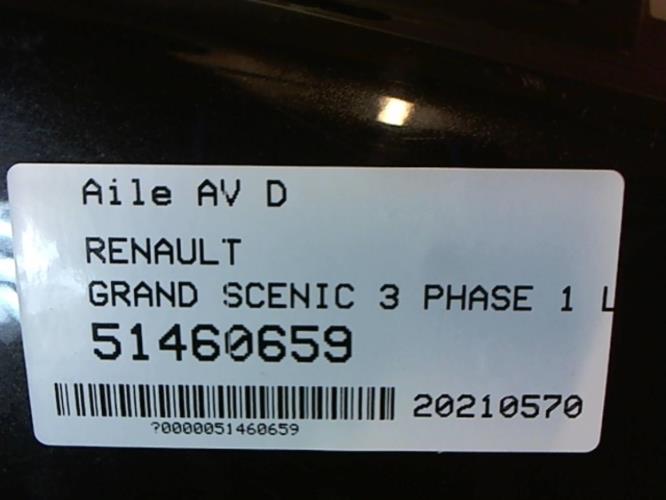 Aile AV D
RENAULT
GRAND SCENIC 3 PHASE 1 L
51460659
20210570
?0000051460659